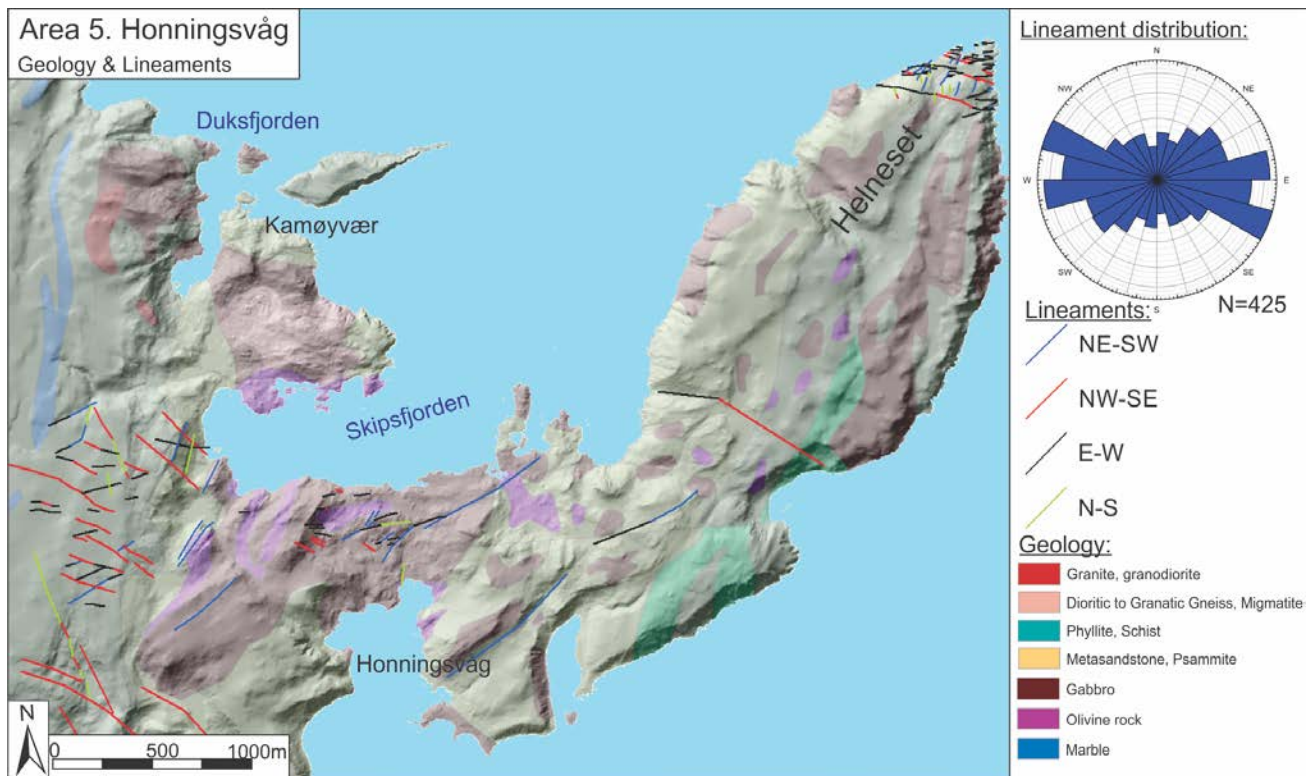 Area 5. Honningsvåg
Geology & Lineaments
Duksfjorden
Kamøyvær
Skipsfjorden
Helneset
Honningsvåg
N
0 500 1000m
Lineament distribution:
N
NW NE
W E
SW SE
S
N=425
Lineaments:
NE-SW
NW-SE
E-W
N-S
Geology:
Granite, granodiorite
Dioritic to Granatic Gneiss, Migmatite
Phyllite, Schist
Metasandstone, Psammite
Gabbro
Olivine rock
Marble